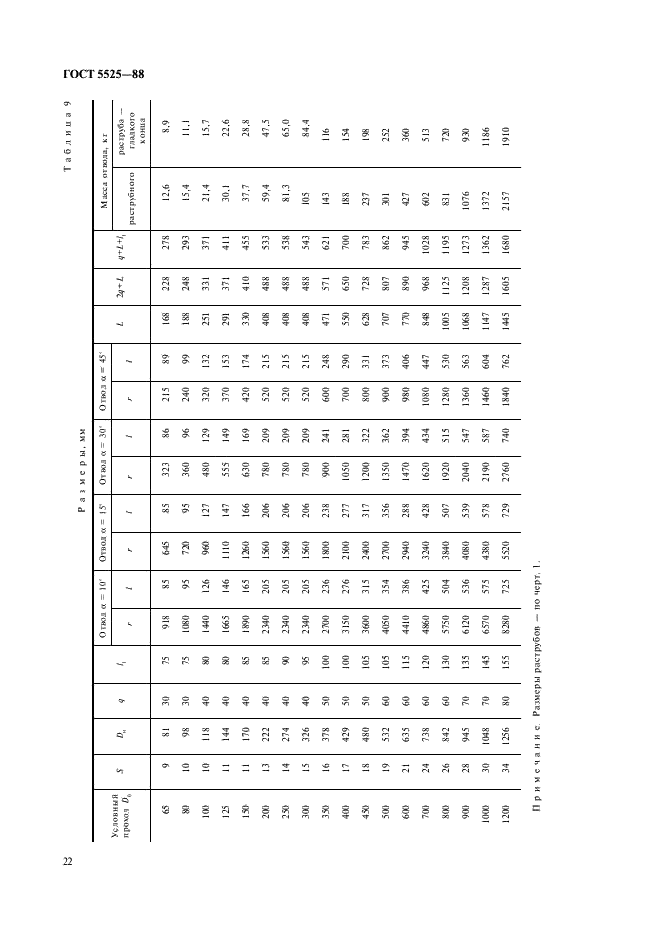 ГОСТ 5525—88
Таблица 9
Размеры, мм
Условный проход D₀ | S | Dн | q | l₁ | Отвод α = 10° | Отвод α = 15° | Отвод α = 30° | Отвод α = 45° | L | 2q+L | q+L+l₁ | Масса отвода, кг
r | l | r | l | r | l | r | l | раструбного | раструба — гладкого конца
65 | 9 | 81 | 30 | 75 | 918 | 85 | 645 | 85 | 323 | 86 | 215 | 89 | 168 | 228 | 278 | 12,6 | 8,9
80 | 10 | 98 | 30 | 75 | 1080 | 95 | 720 | 95 | 360 | 96 | 240 | 99 | 188 | 248 | 293 | 15,4 | 11,1
100 | 10 | 118 | 40 | 80 | 1440 | 126 | 960 | 127 | 480 | 129 | 320 | 132 | 251 | 331 | 371 | 21,4 | 15,7
125 | 11 | 144 | 40 | 80 | 1665 | 146 | 1110 | 147 | 555 | 149 | 370 | 153 | 291 | 371 | 411 | 30,1 | 22,6
150 | 11 | 170 | 40 | 85 | 1890 | 165 | 1260 | 166 | 630 | 169 | 420 | 174 | 330 | 410 | 455 | 37,7 | 28,8
200 | 13 | 222 | 40 | 85 | 2340 | 205 | 1560 | 206 | 780 | 209 | 520 | 215 | 408 | 488 | 533 | 59,4 | 47,5
250 | 14 | 274 | 40 | 90 | 2340 | 205 | 1560 | 206 | 780 | 209 | 520 | 215 | 408 | 488 | 538 | 81,3 | 65,0
300 | 15 | 326 | 40 | 95 | 2340 | 205 | 1560 | 206 | 780 | 209 | 520 | 215 | 408 | 488 | 543 | 105 | 84,4
350 | 16 | 378 | 50 | 100 | 2700 | 236 | 1800 | 238 | 900 | 241 | 600 | 248 | 471 | 571 | 621 | 143 | 116
400 | 17 | 429 | 50 | 100 | 3150 | 276 | 2100 | 277 | 1050 | 281 | 700 | 290 | 550 | 650 | 700 | 188 | 154
450 | 18 | 480 | 50 | 105 | 3600 | 315 | 2400 | 317 | 1200 | 322 | 800 | 331 | 628 | 728 | 783 | 237 | 198
500 | 19 | 532 | 60 | 105 | 4050 | 354 | 2700 | 356 | 1350 | 362 | 900 | 373 | 707 | 807 | 862 | 301 | 252
600 | 21 | 635 | 60 | 115 | 4410 | 386 | 2940 | 288 | 1470 | 394 | 980 | 406 | 770 | 890 | 945 | 427 | 360
700 | 24 | 738 | 60 | 120 | 4860 | 425 | 3240 | 428 | 1620 | 434 | 1080 | 447 | 848 | 968 | 1028 | 602 | 513
800 | 26 | 842 | 60 | 130 | 5750 | 504 | 3840 | 507 | 1920 | 515 | 1280 | 530 | 1005 | 1125 | 1195 | 831 | 720
900 | 28 | 945 | 70 | 135 | 6120 | 536 | 4080 | 539 | 2040 | 547 | 1360 | 563 | 1068 | 1208 | 1273 | 1076 | 930
1000 | 30 | 1048 | 70 | 145 | 6570 | 575 | 4380 | 578 | 2190 | 587 | 1460 | 604 | 1147 | 1287 | 1362 | 1372 | 1186
1200 | 34 | 1256 | 80 | 155 | 8280 | 725 | 5520 | 729 | 2760 | 740 | 1840 | 762 | 1445 | 1605 | 1680 | 2157 | 1910
Примечание. Размеры раструбов — по черт. 1.
22